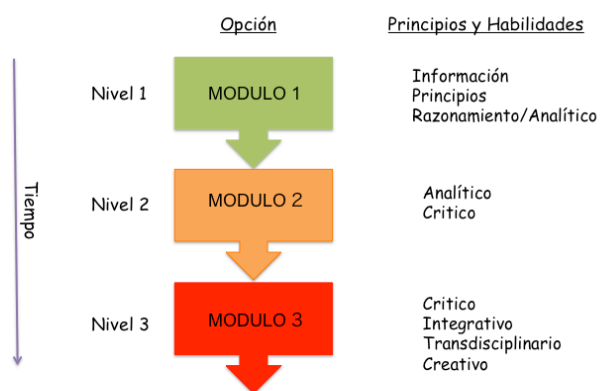 Opción
Principios y Habilidades
Nivel 1
MODULO 1
Información
Principios
Razonamiento/Analítico
Tiempo
Nivel 2
MODULO 2
Analítico
Critico
Nivel 3
MODULO 3
Critico
Integrativo
Transdisciplinario
Creativo